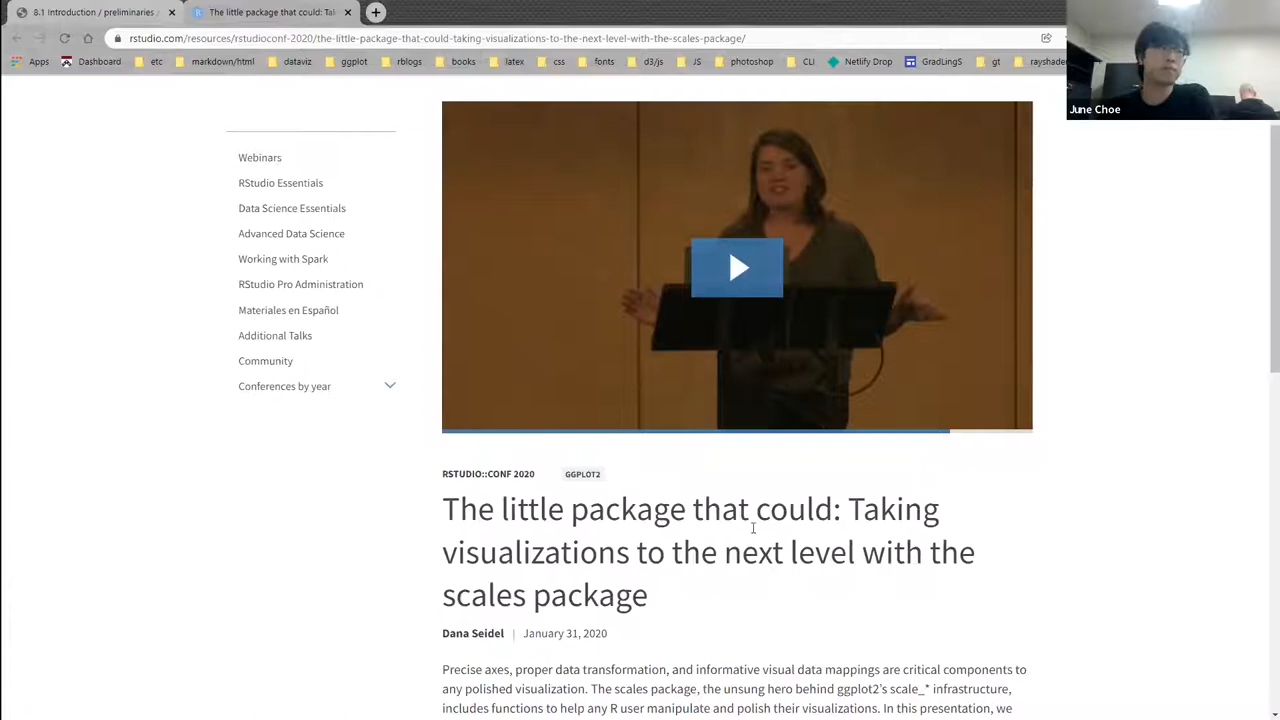 8.1 Introduction / preliminaries
The little package that could: Tal
rstudio.com/resources/rstudioconf-2020/the-little-package-that-could-taking-visualizations-to-the-next-level-with-the-scales-package/
Apps Dashboard etc markdown/html dataviz ggplot rblogs books latex css fonts d3/js JS photoshop CLI Netlify Drop GradLingS gt rayshader
June Choe
Webinars
RStudio Essentials
Data Science Essentials
Advanced Data Science
Working with Spark
RStudio Pro Administration
Materiales en Español
Additional Talks
Community
Conferences by year
RSTUDIO::CONF 2020 GGPLOT2
The little package that could: Taking
visualizations to the next level with the
scales package
Dana Seidel | January 31, 2020
Precise axes, proper data transformation, and informative visual data mappings are critical components to
any polished visualization. The scales package, the unsung hero behind ggplot2's scale_* infrastructure,
includes functions to help any R user manipulate and polish their visualizations. In this presentation, we